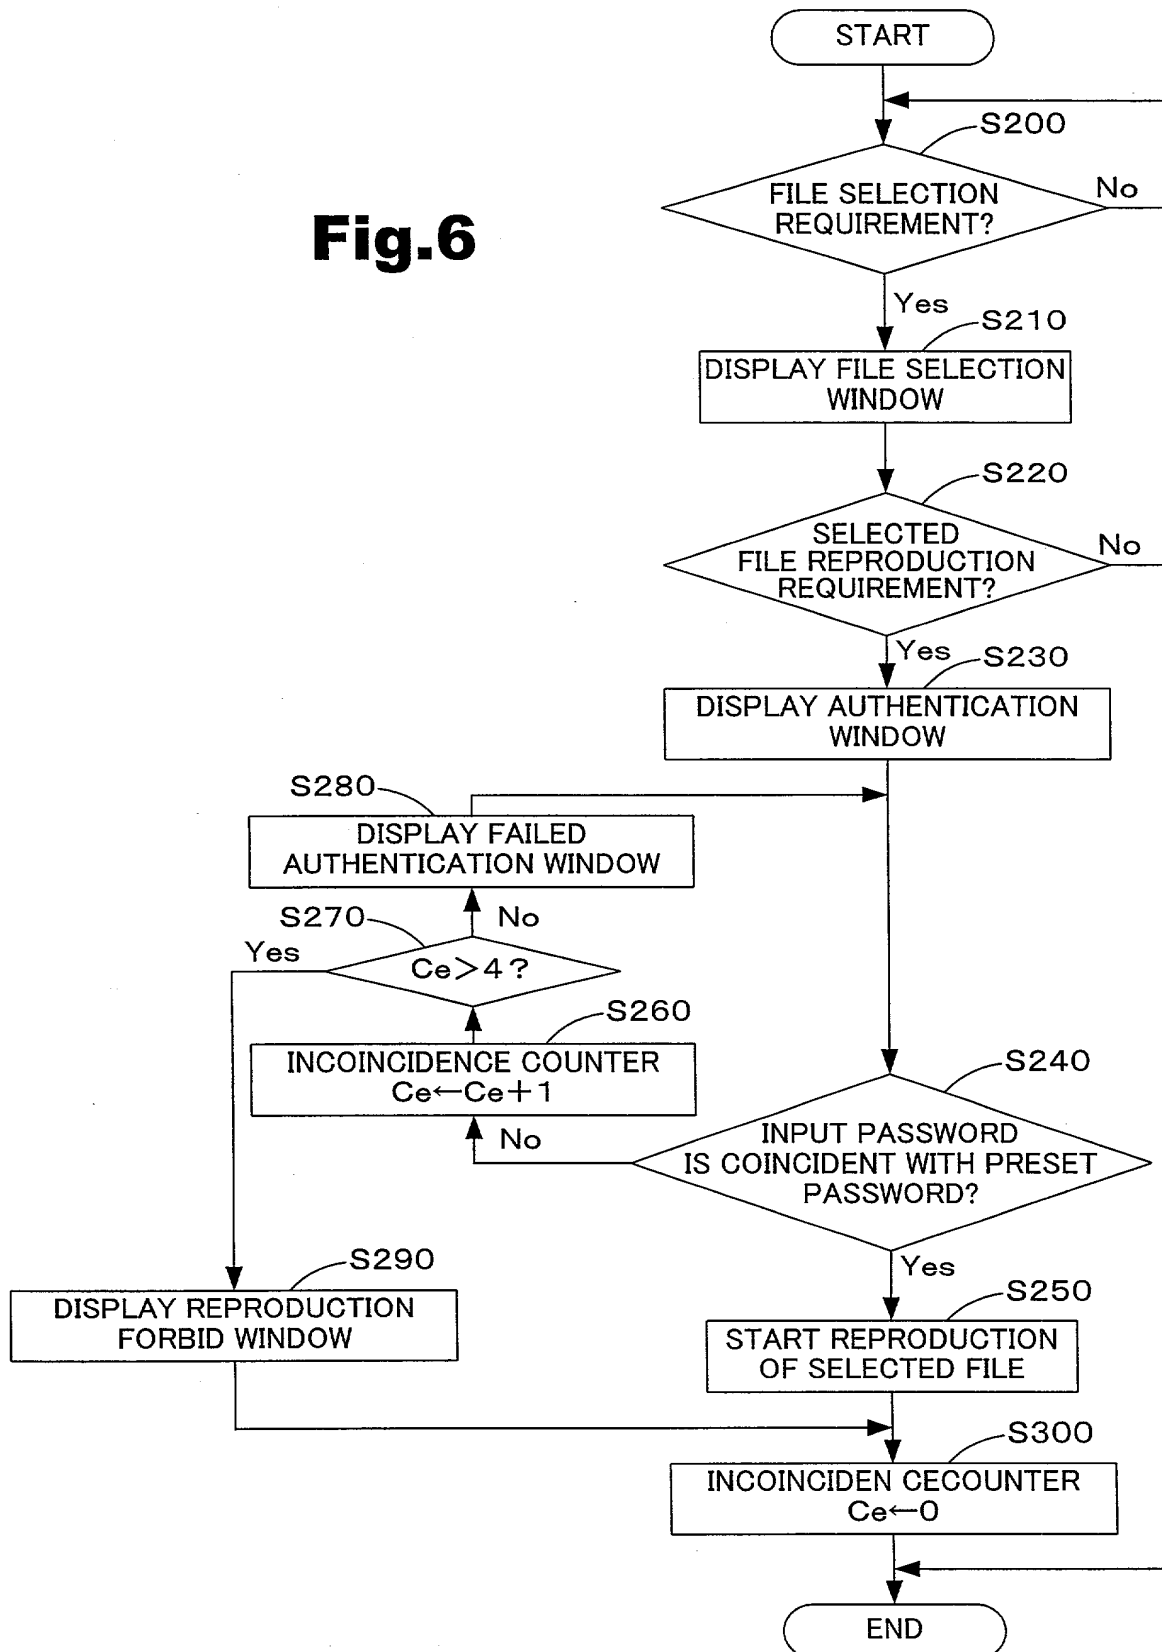 START
S200
FILE SELECTION
REQUIREMENT?
No
Fig.6
Yes
S210
DISPLAY FILE SELECTION
WINDOW
S220
SELECTED
FILE REPRODUCTION
REQUIREMENT?
No
Yes
S230
DISPLAY AUTHENTICATION
WINDOW
S280
DISPLAY FAILED
AUTHENTICATION WINDOW
S270
No
Yes
Ce>4?
S260
INCOINCIDENCE COUNTER
Ce←Ce+1
No
S240
INPUT PASSWORD
IS COINCIDENT WITH PRESET
PASSWORD?
Yes
S290
DISPLAY REPRODUCTION
FORBID WINDOW
S250
START REPRODUCTION
OF SELECTED FILE
S300
INCOINCIDEN CECOUNTER
Ce←0
END